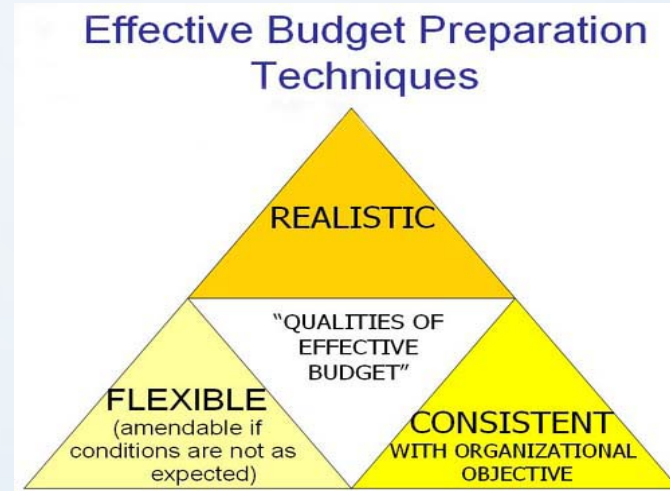 Effective Budget Preparation
Techniques
REALISTIC
“QUALITIES OF
EFFECTIVE
BUDGET”
FLEXIBLE
(amendable if
conditions are not as
expected)
CONSISTENT
WITH ORGANIZATIONAL
OBJECTIVE